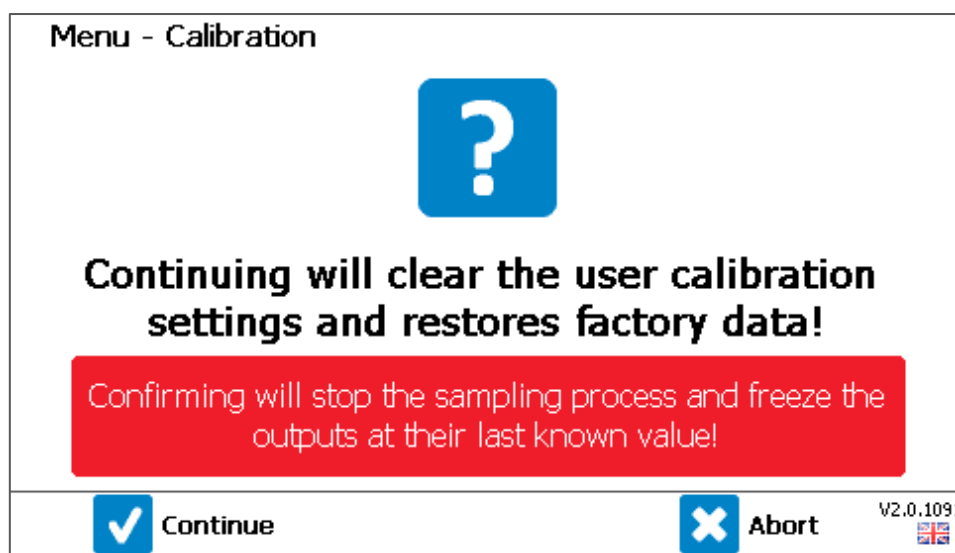 Menu - Calibration
?
Continuing will clear the user calibration
settings and restores factory data!
Confirming will stop the sampling process and freeze the
outputs at their last known value!
Continue
Abort